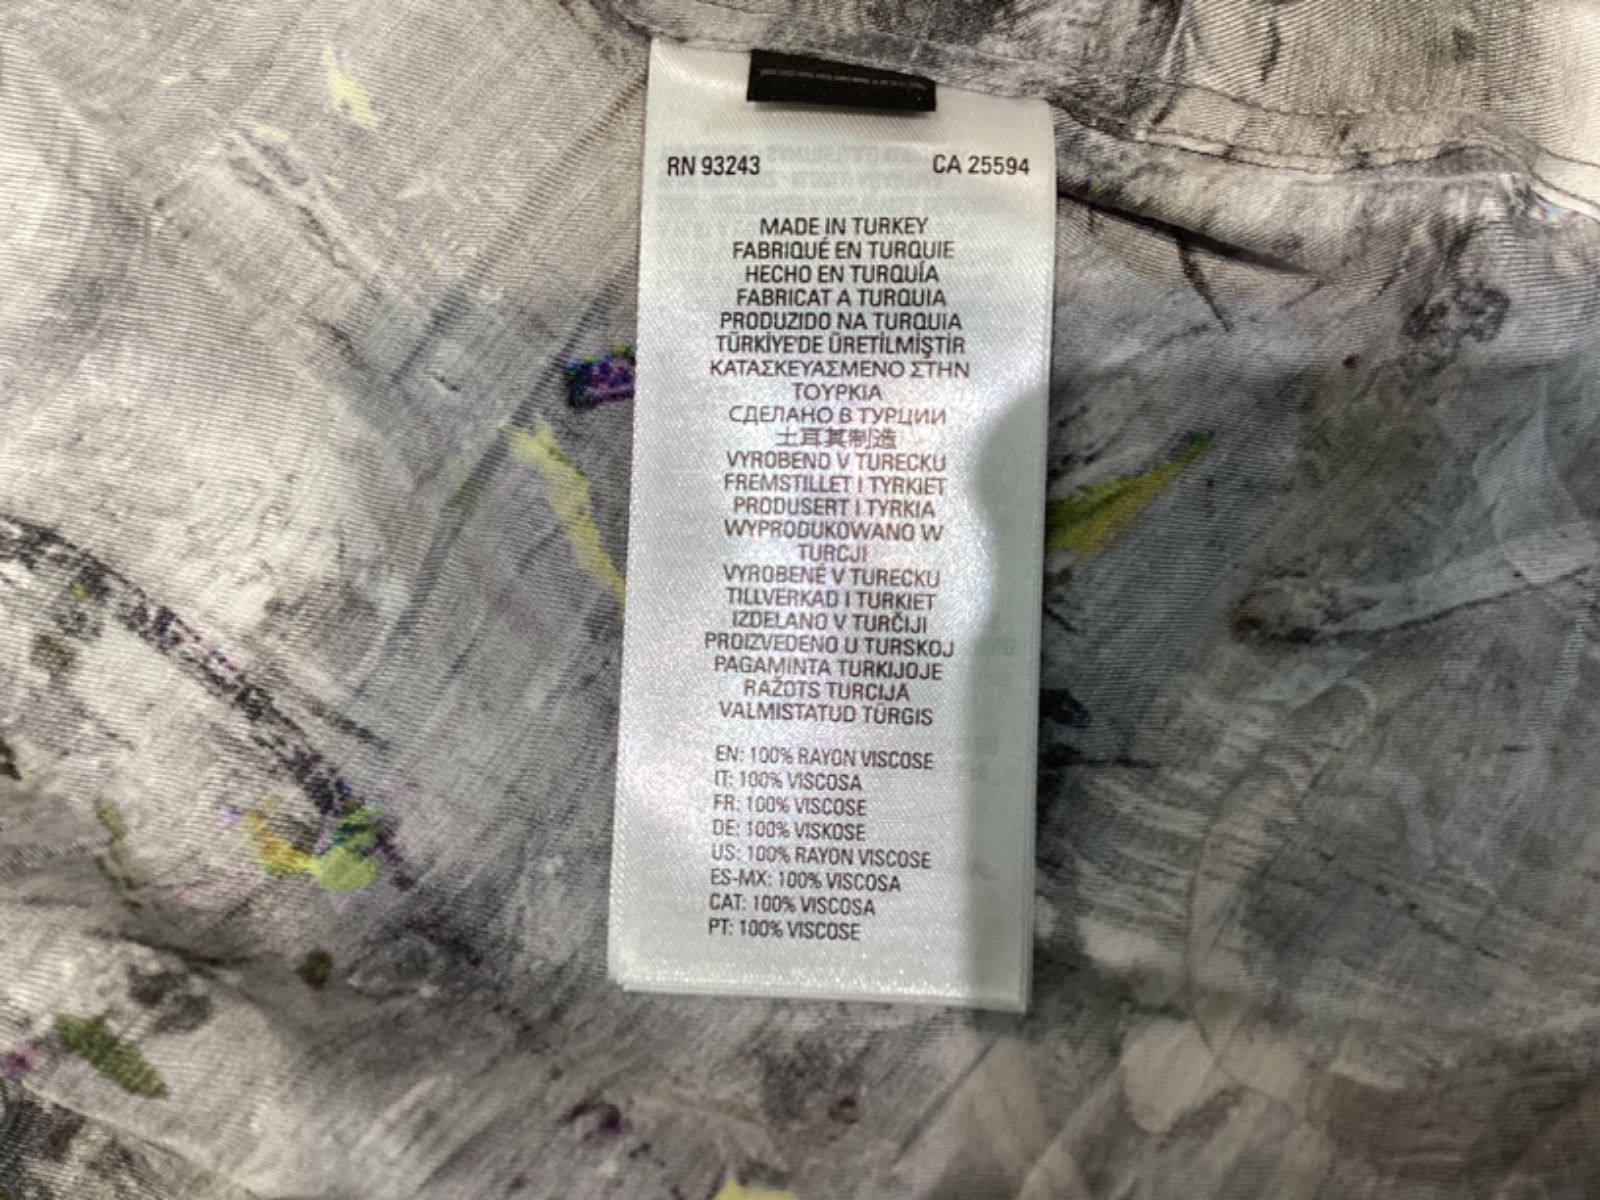 RN 93243 CA 25594
MADE IN TURKEY
FABRIQUÉ EN TURQUIE
HECHO EN TURQUÍA
FABRICAT A TURQUIA
PRODUZIDO NA TURQUIA
TÜRKİYE'DE ÜRETİLMİŞTİR
ΚΑΤΑΣΚΕΥΑΣΜΕΝΟ ΣΤΗΝ
ΤΟΥΡΚΙΑ
СДЕЛАНО В ТУРЦИИ
土耳其制造
VYROBENO V TURECKU
FREMSTILLET I TYRKIET
PRODUSERT I TYRKIA
WYPRODUKOWANO W
TURCJI
VYROBENÉ V TURECKU
TILLVERKAD I TURKIET
IZDELANO V TURČIJI
PROIZVEDENO U TURSKOJ
PAGAMINTA TURKIJOJE
RAŽOTS TURCIJĀ
VALMISTATUD TÜRGIS
EN: 100% RAYON VISCOSE
IT: 100% VISCOSA
FR: 100% VISCOSE
DE: 100% VISKOSE
US: 100% RAYON VISCOSE
ES-MX: 100% VISCOSA
CAT: 100% VISCOSA
PT: 100% VISCOSE